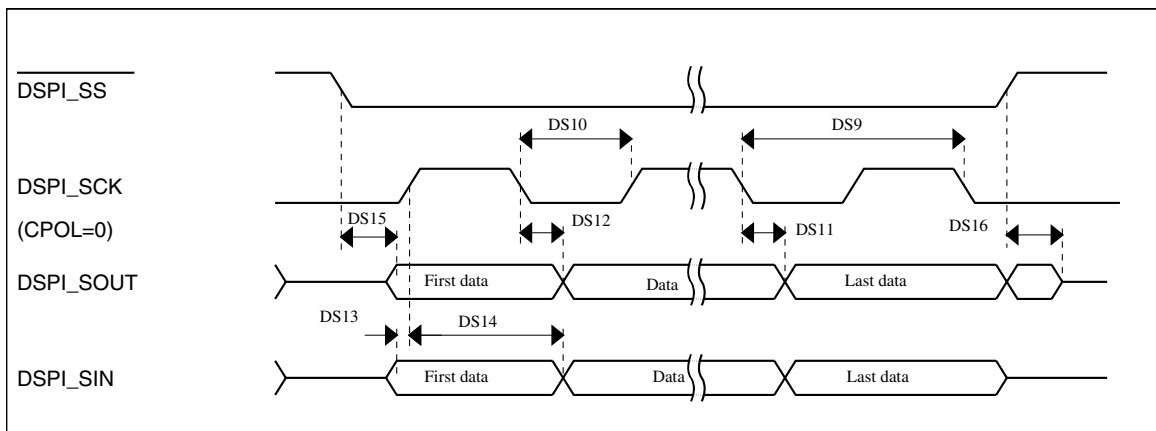 DSPI_SS
DS10
DS9
DSPI_SCK
DS15
DS12
DS11
DS16
(CPOL=0)
DSPI_SOUT
First data
Data
Last data
DS13
DS14
DSPI_SIN
First data
Data
Last data